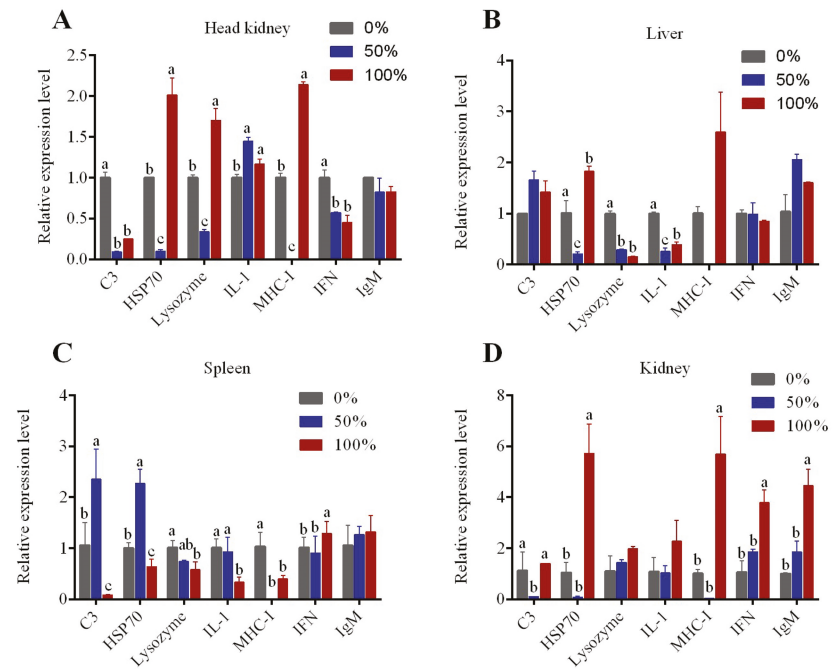 A
Head kidney
0%
50%
100%
Relative expression level
2.5
2.0
1.5
1.0
0.5
0.0
a b b
b c a
b c a
b a a
b c a
a b b
C3
HSP70
Lysozyme
IL-1
MHC-I
IFN
IgM
B
Liver
0%
50%
100%
Relative expression level
4
3
2
1
0
a c b
a b b
a c b
C3
HSP70
Lysozyme
IL-1
MHC-I
IFN
IgM
C
Spleen
0%
50%
100%
Relative expression level
4
3
2
1
0
b a c
b a c
a ab b
a a b
a b b
b b a
C3
HSP70
Lysozyme
IL-1
MHC-I
IFN
IgM
D
Kidney
0%
50%
100%
Relative expression level
8
6
4
2
0
a b a
b b a
b b a
b b a
b b a
C3
HSP70
Lysozyme
IL-1
MHC-I
IFN
IgM